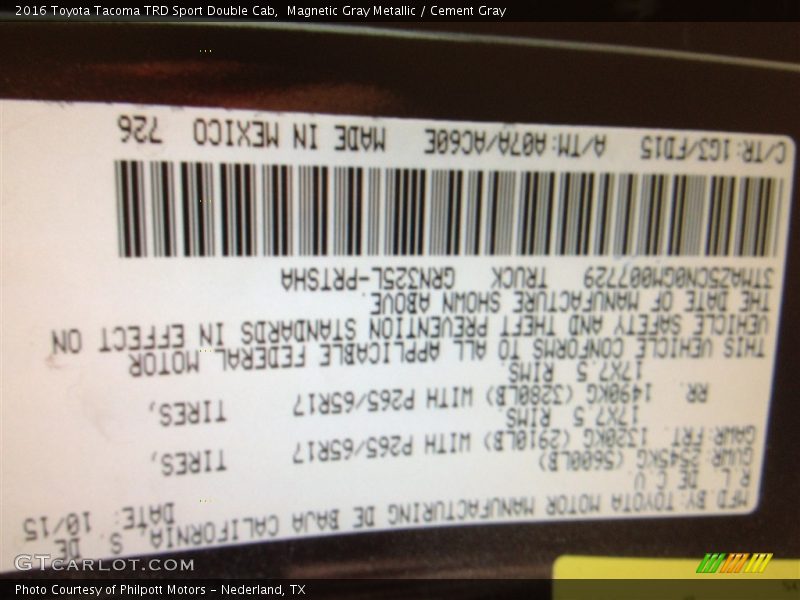 2016 Toyota Tacoma TRD Sport Double Cab, Magnetic Gray Metallic / Cement Gray
MFD BY: TOYOTA MOTOR MANUFACTURING DE BAJA CALIFORNIA, S. DE
R.L. DE C.V. DATE: 10/15
GVWR: 2545KG (5600LB)
GAWR: FRT. 1320KG (2910LB) WITH P265/65R17 TIRES,
17X7.5 RIMS.
RR. 1490KG (3280LB) WITH P265/65R17 TIRES,
17X7.5 RIMS.
THIS VEHICLE CONFORMS TO ALL APPLICABLE FEDERAL MOTOR
VEHICLE SAFETY AND THEFT PREVENTION STANDARDS IN EFFECT ON
THE DATE OF MANUFACTURE SHOWN ABOVE.
3TMAZ5CN0GM007729 TRUCK GRN325L-PRTSHA
C/TR: 1G3/FD15 A/TM: A07A/AC60E MADE IN MEXICO 726
GTCARLOT.COM
Photo Courtesy of Philpott Motors - Nederland, TX